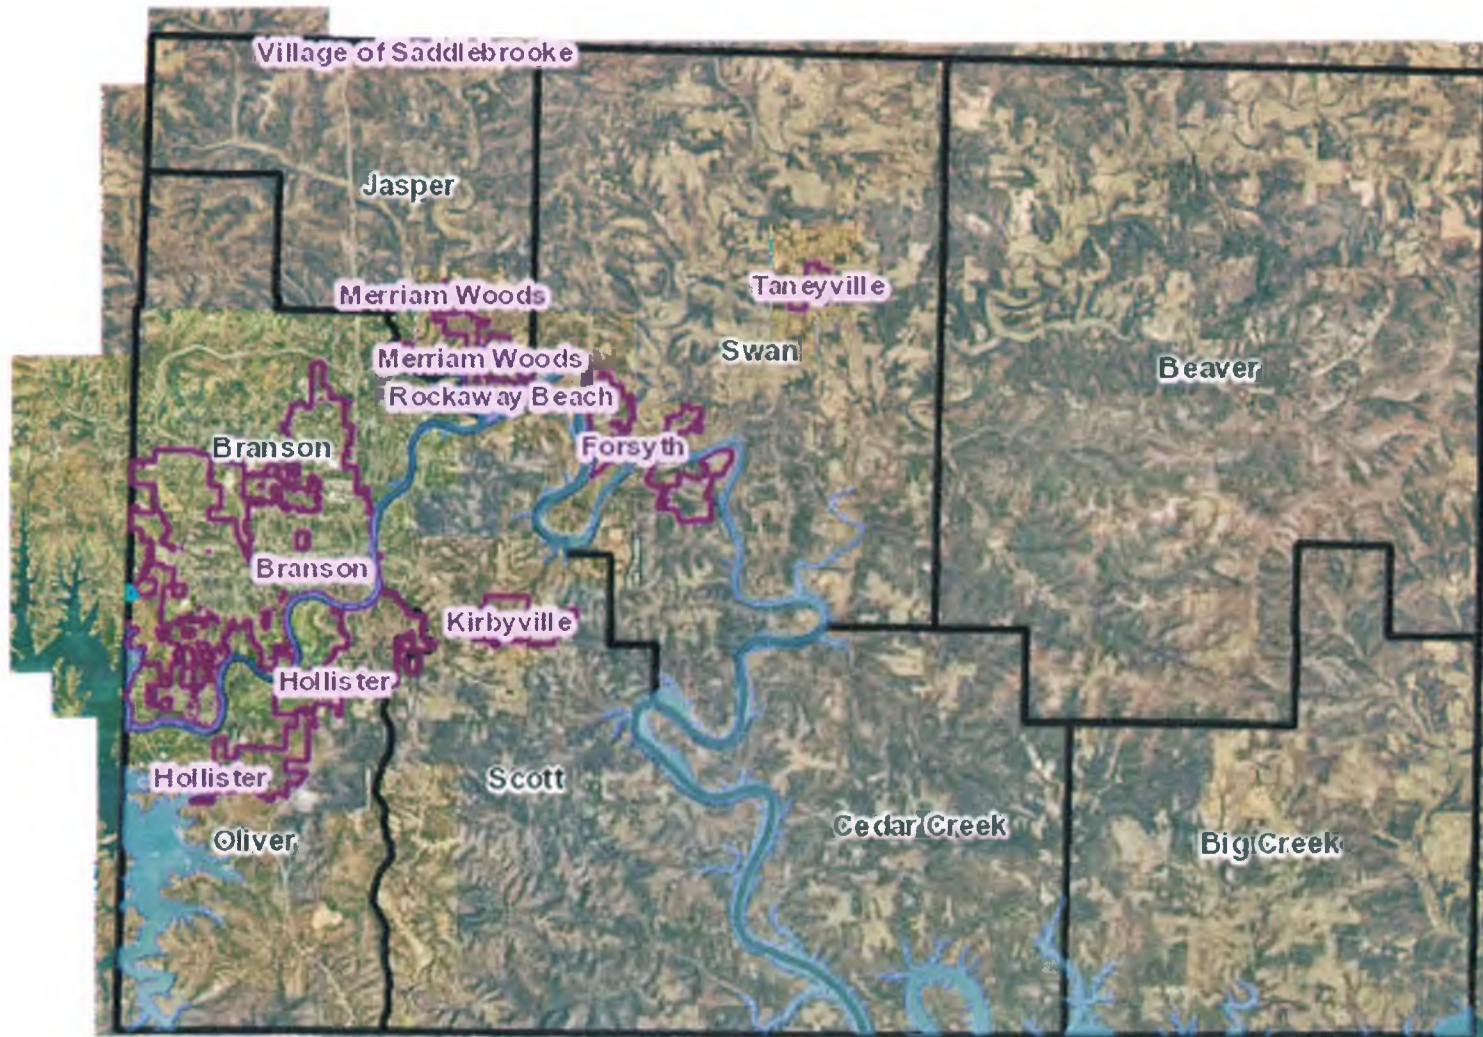 Village of Saddlebrooke
Jasper
Taneyville
Merriam Woods
Swan
Merriam Woods
Beaver
Rockaway Beach
Branson
Forsyth
Branson
Kirbyville
Hollister
Hollister
Scott
Cedar Creek
Oliver
Big Creek